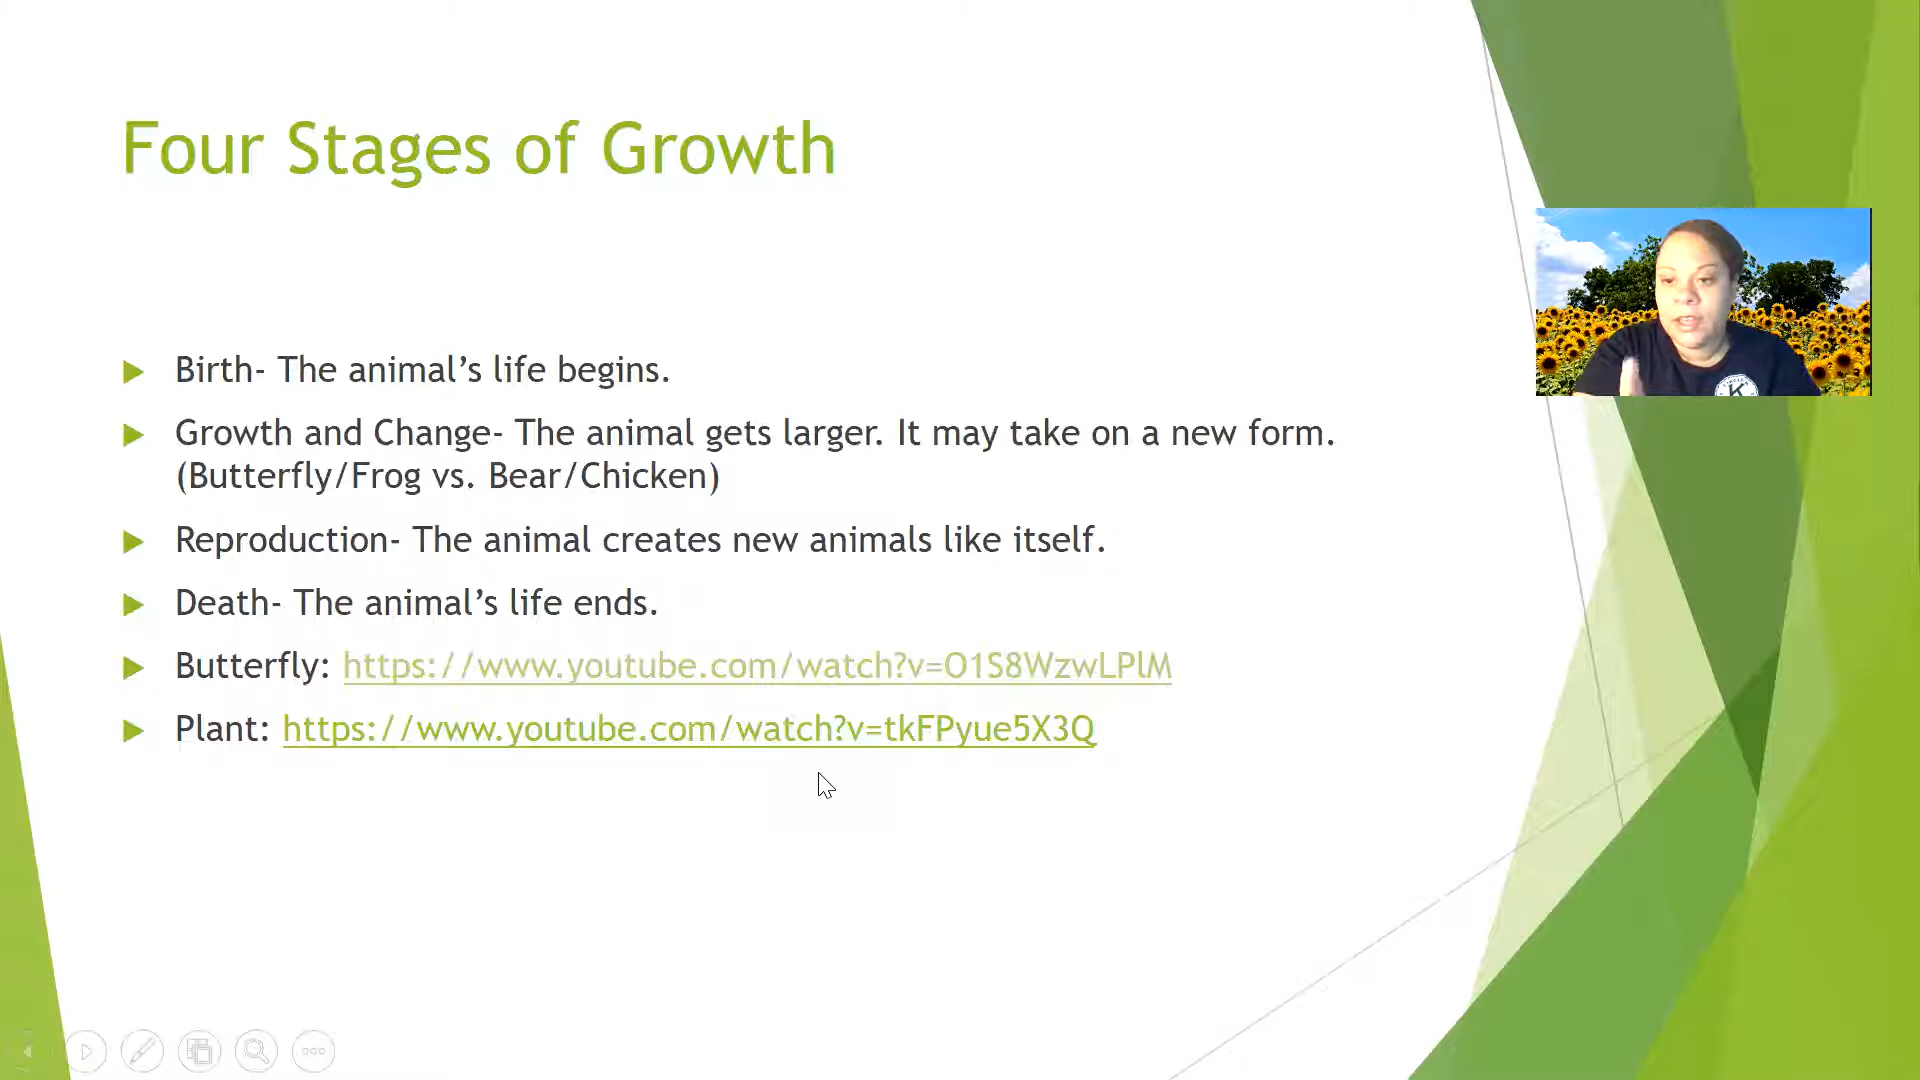 Four Stages of Growth
Birth- The animal’s life begins.
Growth and Change- The animal gets larger. It may take on a new form.
(Butterfly/Frog vs. Bear/Chicken)
Reproduction- The animal creates new animals like itself.
Death- The animal’s life ends.
Butterfly: https://www.youtube.com/watch?v=O1S8WzwLPlM
Plant: https://www.youtube.com/watch?v=tkFPyue5X3Q
K